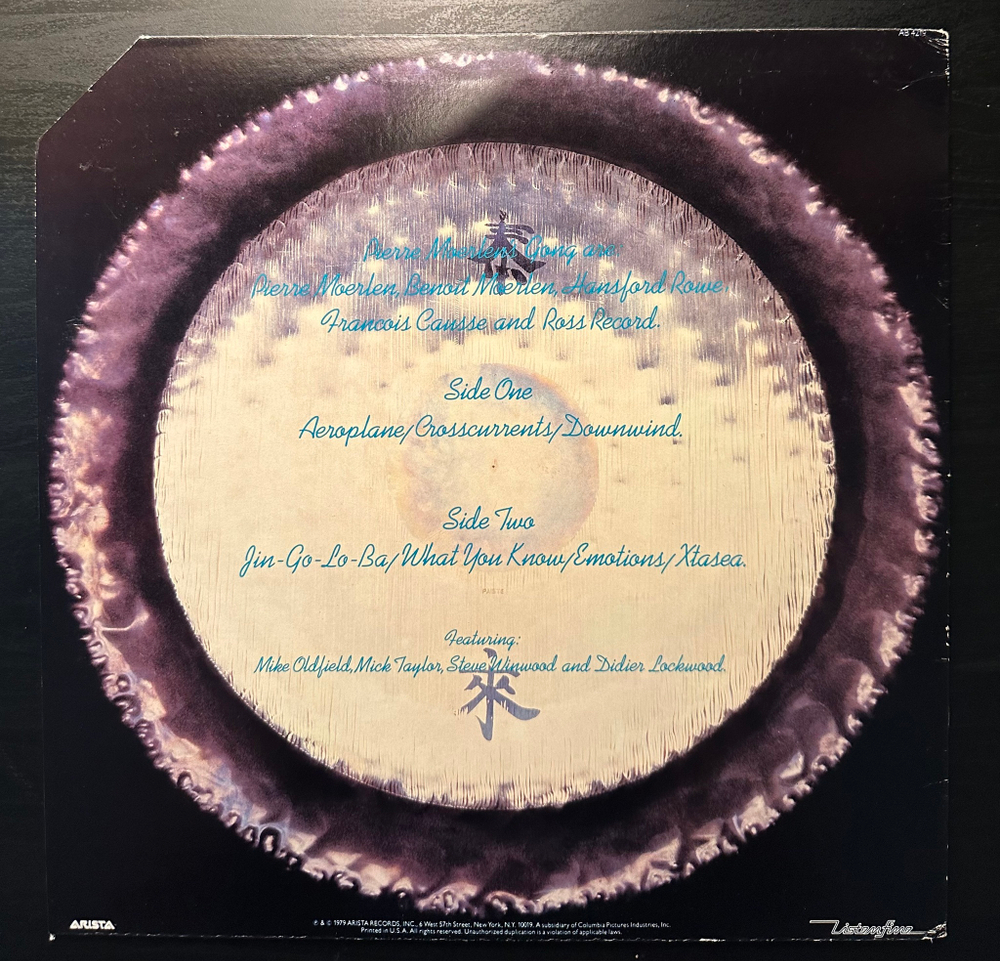 AB 4219
Pierre Moerlen's Gong are
Pierre Moerlen, Benoit Moerlen, Hansford Rowe,
Francois Causse and Ross Record.
Side One
Aeroplane/Crosscurrents/Downwind.
Side Two
Jin-Go-Lo-Ba/What You Know/Emotions/Xtasea.
PAISTE
Featuring:
Mike Oldfield, Mick Taylor, Steve Winwood and Didier Lockwood.
ARISTA
℗ & © 1979 ARISTA RECORDS, INC., 6 West 57th Street, New York, N.Y. 10019. A subsidiary of Columbia Pictures Industries, Inc.
Printed in U.S.A. All rights reserved. Unauthorized duplication is a violation of applicable laws.